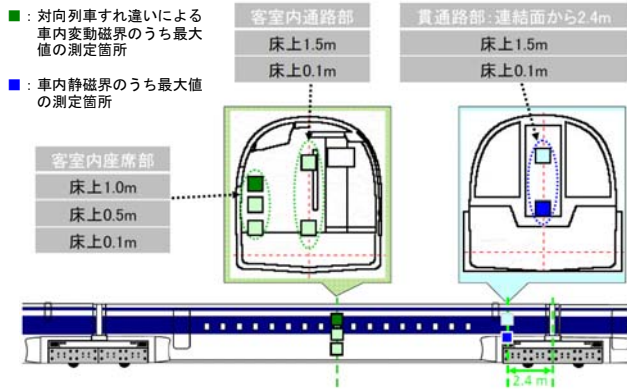 ■：対向列車すれ違いによる
車内変動磁界のうち最大
値の測定箇所
■：車内静磁界のうち最大値
の測定箇所
客室内通路部
床上1.5m
床上0.1m
貫通路部：連結面から2.4m
床上1.5m
床上0.1m
客室内座席部
床上1.0m
床上0.5m
床上0.1m
2.4 m